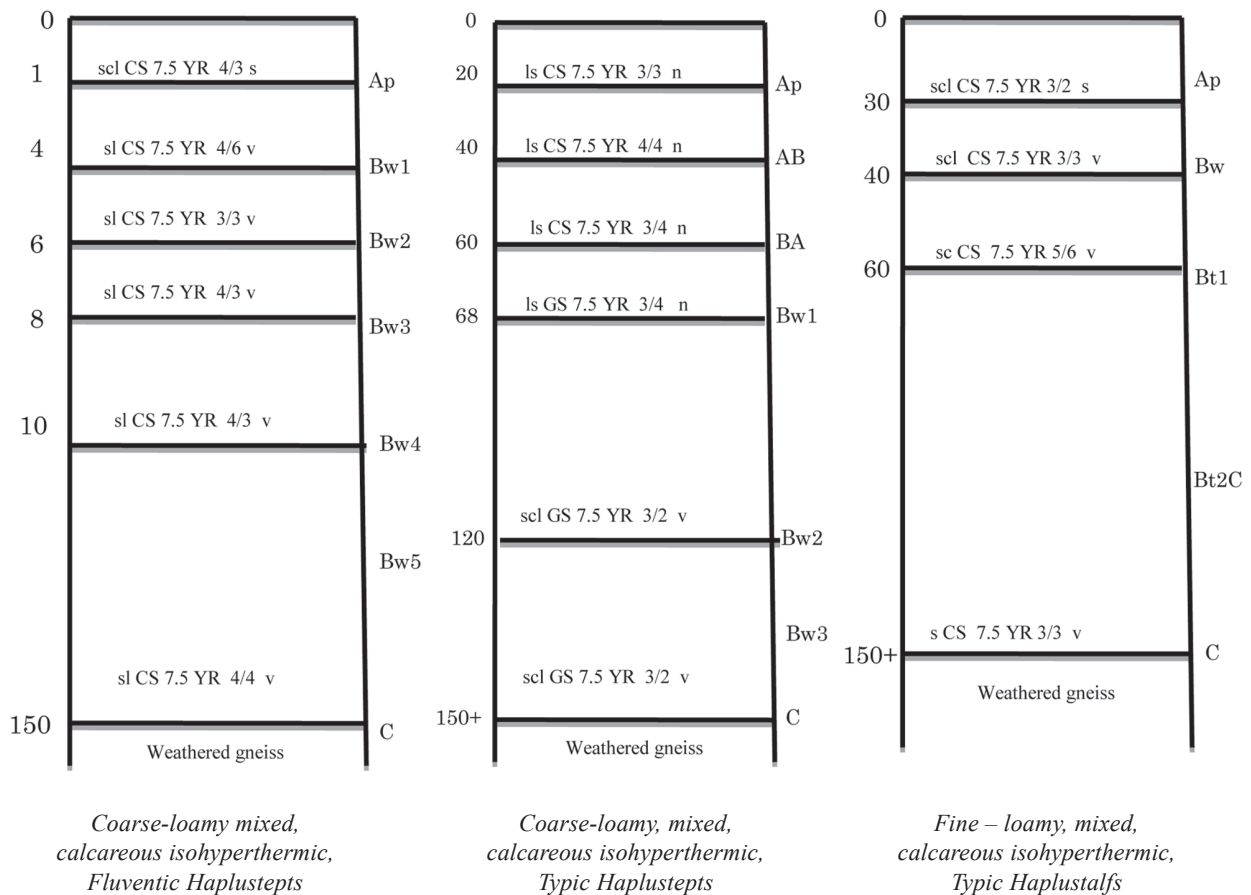 0
scl CS 7.5 YR 4/3 s
1
Ap
sl CS 7.5 YR 4/6 v
4
Bw1
sl CS 7.5 YR 3/3 v
6
Bw2
sl CS 7.5 YR 4/3 v
8
Bw3
sl CS 7.5 YR 4/3 v
10
Bw4
Bw5
sl CS 7.5 YR 4/4 v
150
C
Weathered gneiss
Coarse-loamy mixed,
calcareous isohyperthermic,
Fluventic Haplustepts
0
ls CS 7.5 YR 3/3 n
20
Ap
ls CS 7.5 YR 4/4 n
40
AB
ls CS 7.5 YR 3/4 n
60
BA
ls GS 7.5 YR 3/4 n
68
Bw1
scl GS 7.5 YR 3/2 v
120
Bw2
Bw3
scl GS 7.5 YR 3/2 v
150+
C
Weathered gneiss
Coarse-loamy, mixed,
calcareous isohyperthermic,
Typic Haplustepts
0
scl CS 7.5 YR 3/2 s
30
Ap
scl CS 7.5 YR 3/3 v
40
Bw
sc CS 7.5 YR 5/6 v
60
Bt1
Bt2C
s CS 7.5 YR 3/3 v
150+
C
Weathered gneiss
Fine – loamy, mixed,
calcareous isohyperthermic,
Typic Haplustalfs